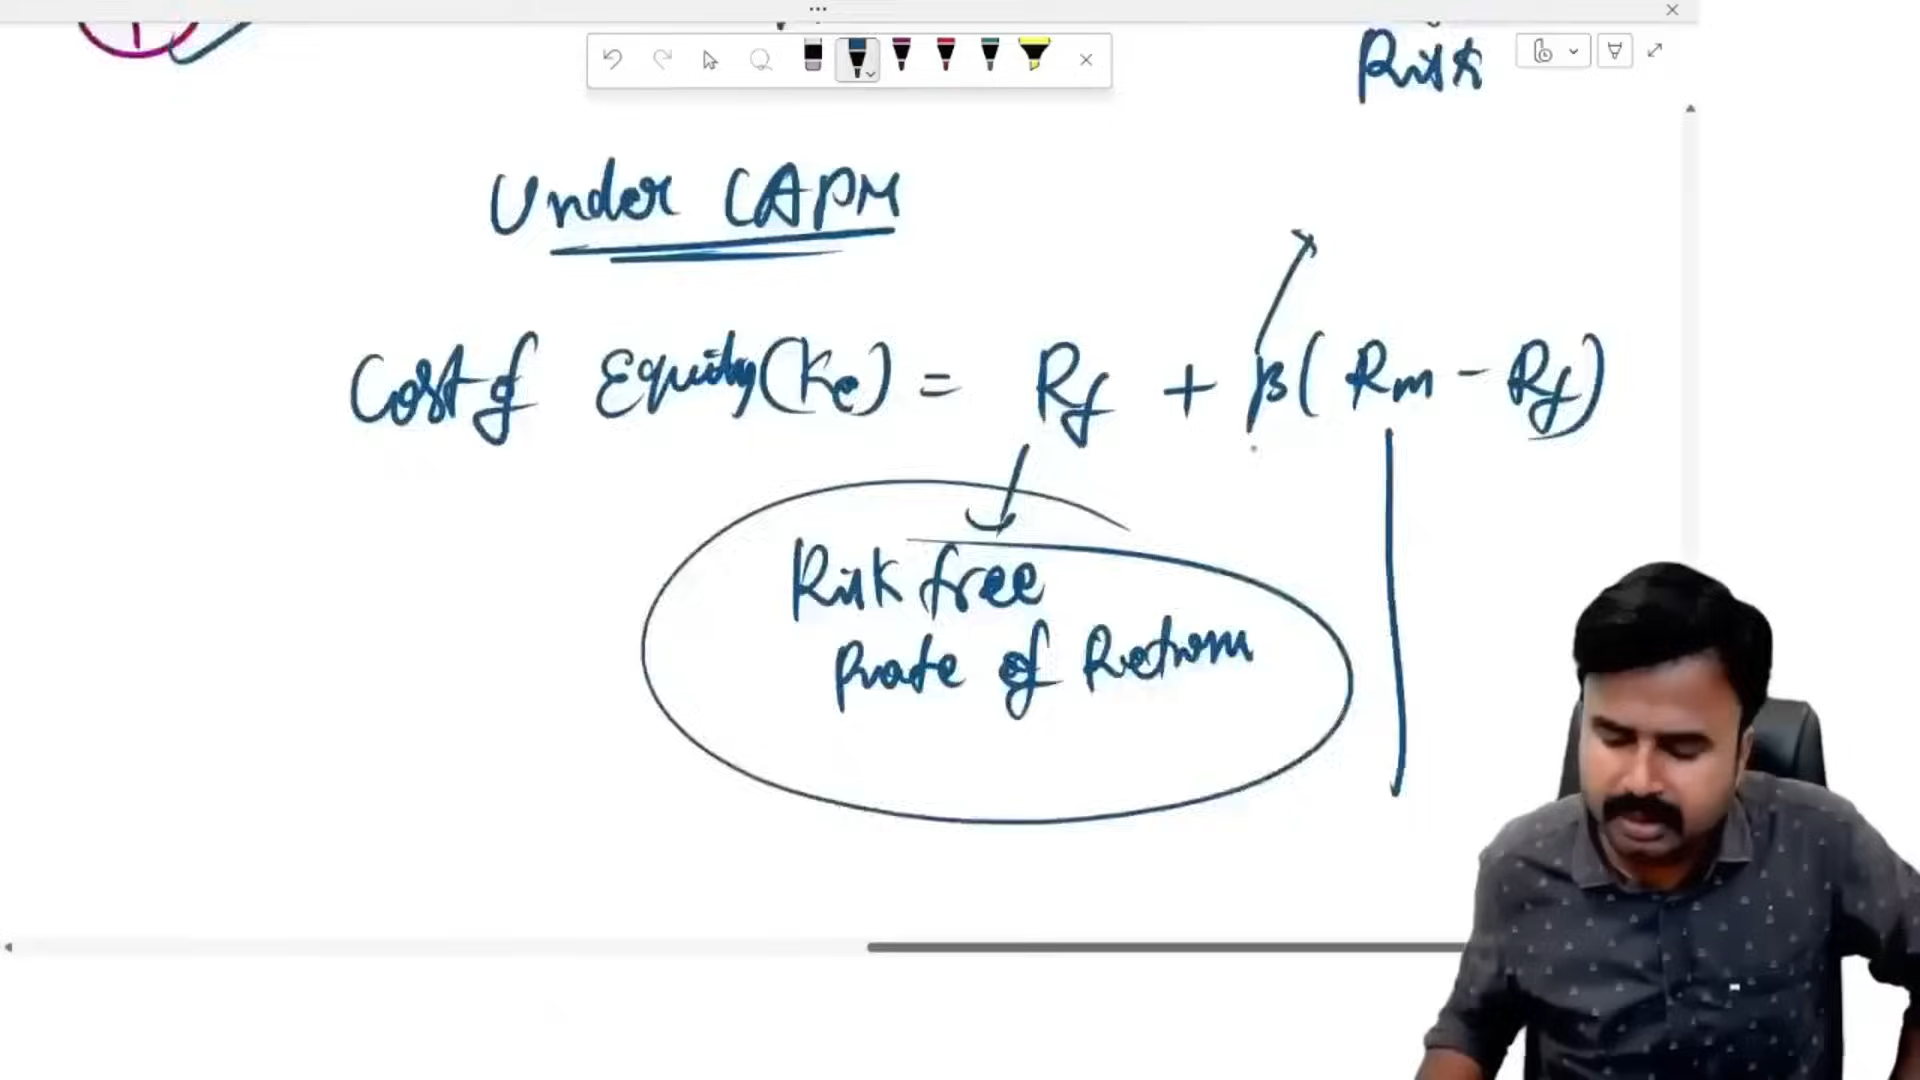 Risk
Under CAPM
Cost of Equity (Ke) = Rf + β( Rm - Rf)
Risk free
Rate of Return